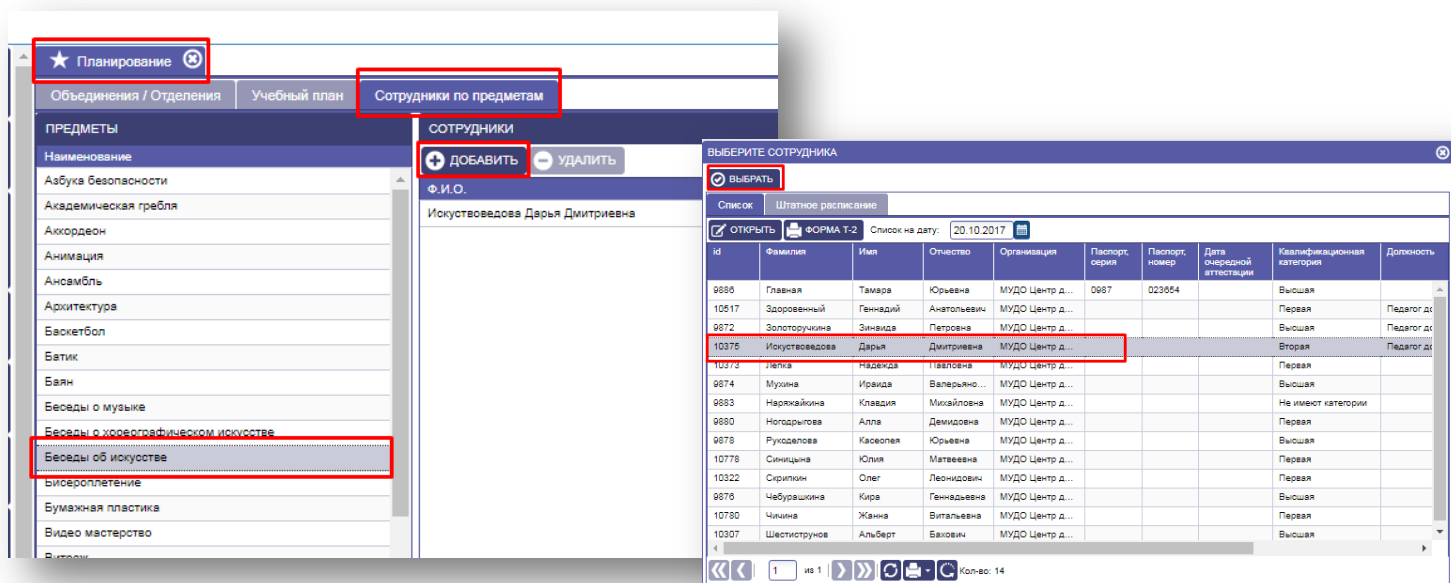 Планирование
Объединения / Отделения Учебный план Сотрудники по предметам
ПРЕДМЕТЫ
Наименование
Азбука безопасности
Академическая гребля
Аккордеон
Анимация
Ансамбль
Архитектура
Баскетбол
Батик
Баян
Беседы о музыке
Беседы о хореографическом искусстве
Беседы об искусстве
Бисероплетение
Бумажная пластика
Видео мастерство
Витраж
СОТРУДНИКИ
ДОБАВИТЬ УДАЛИТЬ
Ф.И.О.
Искуствоведова Дарья Дмитриевна
ВЫБЕРИТЕ СОТРУДНИКА
ВЫБРАТЬ
Список Штатное расписание
ОТКРЫТЬ ФОРМА Т-2 Список на дату: 20.10.2017
id Фамилия Имя Отчество Организация Паспорт, серия Паспорт, номер Дата очередной аттестации Квалификационная категория Должность
9886 Главная Тамара Юрьевна МУДО Центр д... 0987 023654 Высшая
10517 Здоровенный Геннадий Анатольевич МУДО Центр д... Первая Педагог до
9872 Золоторучкина Зинаида Петровна МУДО Центр д... Высшая Педагог до
10375 Искуствоведова Дарья Дмитриевна МУДО Центр д... Вторая Педагог до
10373 Лепка Надежда Павловна МУДО Центр д... Первая
9874 Мухина Ираида Валерьяно... МУДО Центр д... Высшая
9883 Наряжайкина Клавдия Михайловна МУДО Центр д... Не имеют категории
9880 Ногодрыгова Алла Демидовна МУДО Центр д... Первая
9878 Рукоделова Касеопея Юрьевна МУДО Центр д... Высшая
10778 Синицына Юлия Матвеевна МУДО Центр д... Первая
10322 Скрипкин Олег Леонидович МУДО Центр д... Первая
9876 Чебурашкина Кира Геннадьевна МУДО Центр д... Высшая
10780 Чичина Жанна Витальевна МУДО Центр д... Первая
10307 Шестиструнов Альберт Бахович МУДО Центр д... Высшая
1 из 1 Кол-во: 14